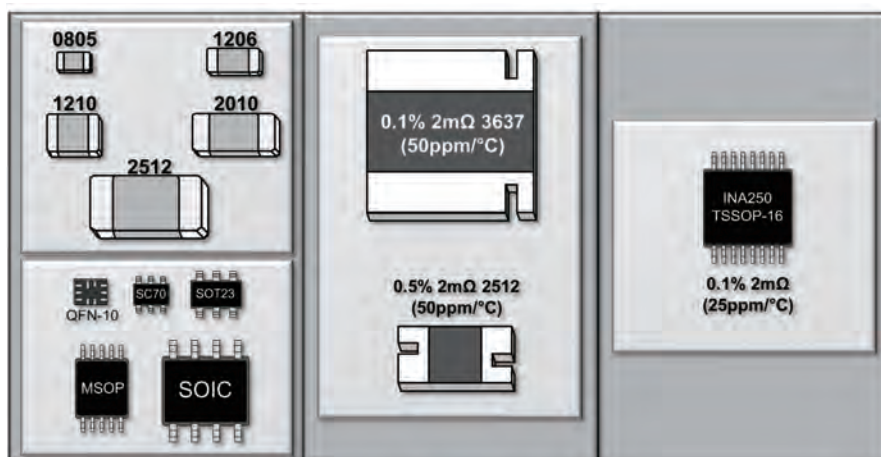 0805
1206
1210
2010
2512
QFN-10
SC70
SOT23
MSOP
SOIC
0.1% 2mΩ 3637
(50ppm/°C)
0.5% 2mΩ 2512
(50ppm/°C)
INA250
TSSOP-16
0.1% 2mΩ
(25ppm/°C)